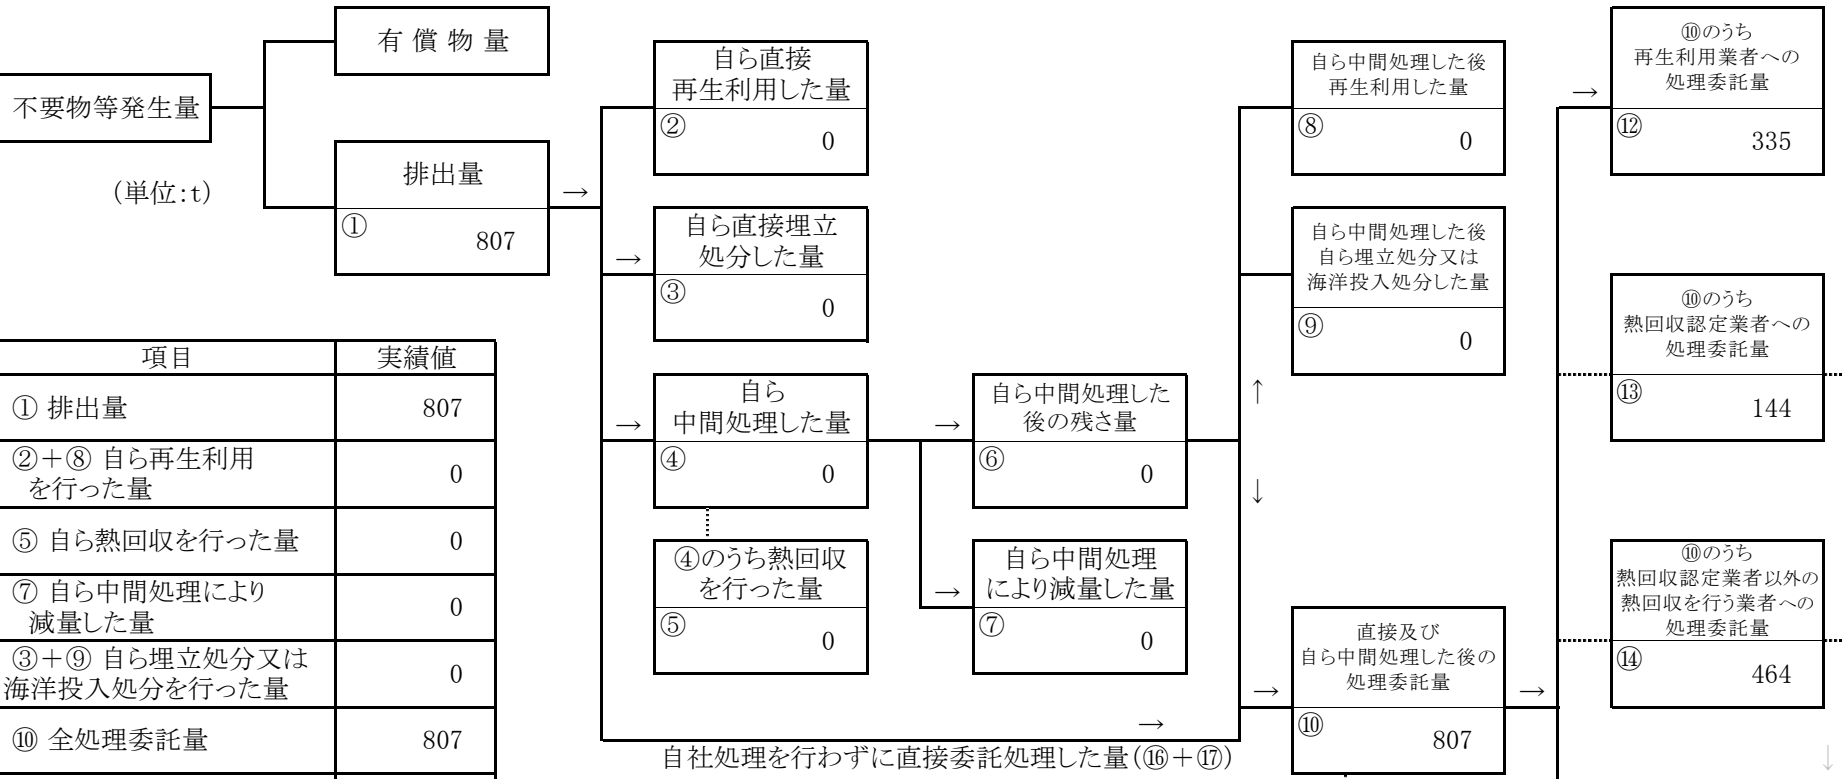 有償物量
不要物等発生量
(単位:t)
排出量
①
807
→
自ら直接
再生利用した量
②
0
→
自ら直接埋立
処分した量
③
0
→
自ら
中間処理した量
④
0
④のうち熱回収
を行った量
⑤
0
→
自ら中間処理した
後の残さ量
⑥
0
→
自ら中間処理
により減量した量
⑦
0
→
自社処理を行わずに直接委託処理した量(⑯+⑰)
↑
↓
自ら中間処理した後
再生利用した量
⑧
0
自ら中間処理した後
自ら埋立処分又は
海洋投入処分した量
⑨
0
→
直接及び
自ら中間処理した後の
処理委託量
⑩
807
→
→
⑩のうち
再生利用業者への
処理委託量
⑫
335
⑩のうち
熱回収認定業者への
処理委託量
⑬
144
⑩のうち
熱回収認定業者以外の
熱回収を行う業者への
処理委託量
⑭
464
↓
項目 実績値
① 排出量 807
②+⑧ 自ら再生利用
を行った量 0
⑤ 自ら熱回収を行った量 0
⑦ 自ら中間処理により
減量した量 0
③+⑨ 自ら埋立処分又は
海洋投入処分を行った量 0
⑩ 全処理委託量 807